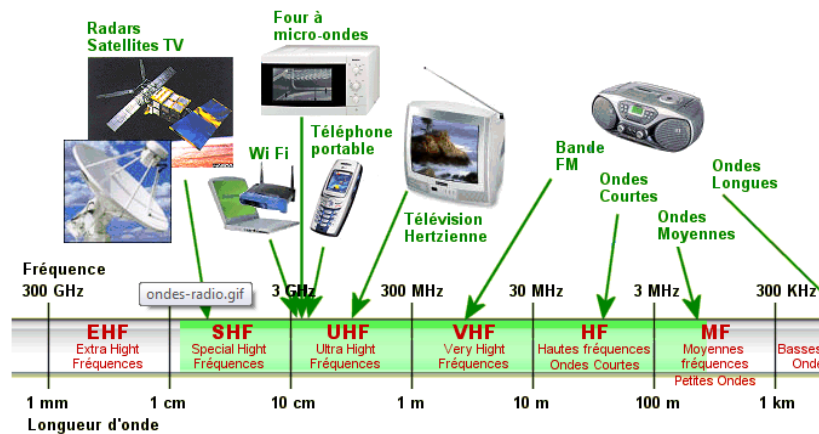 Radars
Satellites TV
Four à
micro-ondes
Wi Fi
Téléphone
portable
Télévision
Hertzienne
Bande
FM
Ondes
Courtes
Ondes
Longues
Ondes
Moyennes
Fréquence
300 GHz
ondes-radio.gif
3 GHz
300 MHz
30 MHz
3 MHz
300 KHz
EHF
Extra Hight
Fréquences
SHF
Special Hight
Fréquences
UHF
Ultra Hight
Fréquences
VHF
Very Hight
Fréquences
HF
Hautes fréquences
Ondes Courtes
MF
Moyennes
fréquences
Petites Ondes
Basses
Onde
1 mm
1 cm
10 cm
1 m
10 m
100 m
1 km
Longueur d'onde